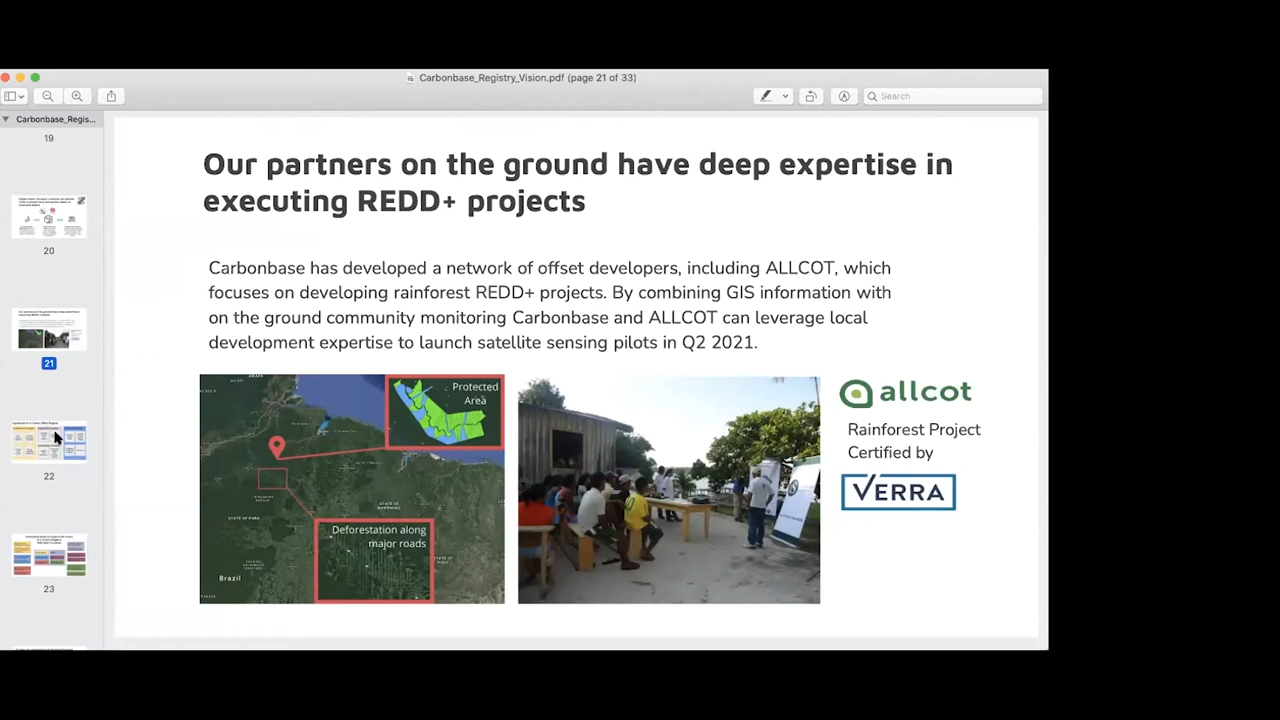 Carbonbase_Registry_Vision.pdf (page 21 of 33)
Search
Carbonbase_Regis...
19
20
21
22
23
Our partners on the ground have deep expertise in
executing REDD+ projects
Carbonbase has developed a network of offset developers, including ALLCOT, which
focuses on developing rainforest REDD+ projects. By combining GIS information with
on the ground community monitoring Carbonbase and ALLCOT can leverage local
development expertise to launch satellite sensing pilots in Q2 2021.
Protected
Area
Deforestation along
major roads
Brazil
allcot
Rainforest Project
Certified by
VERRA